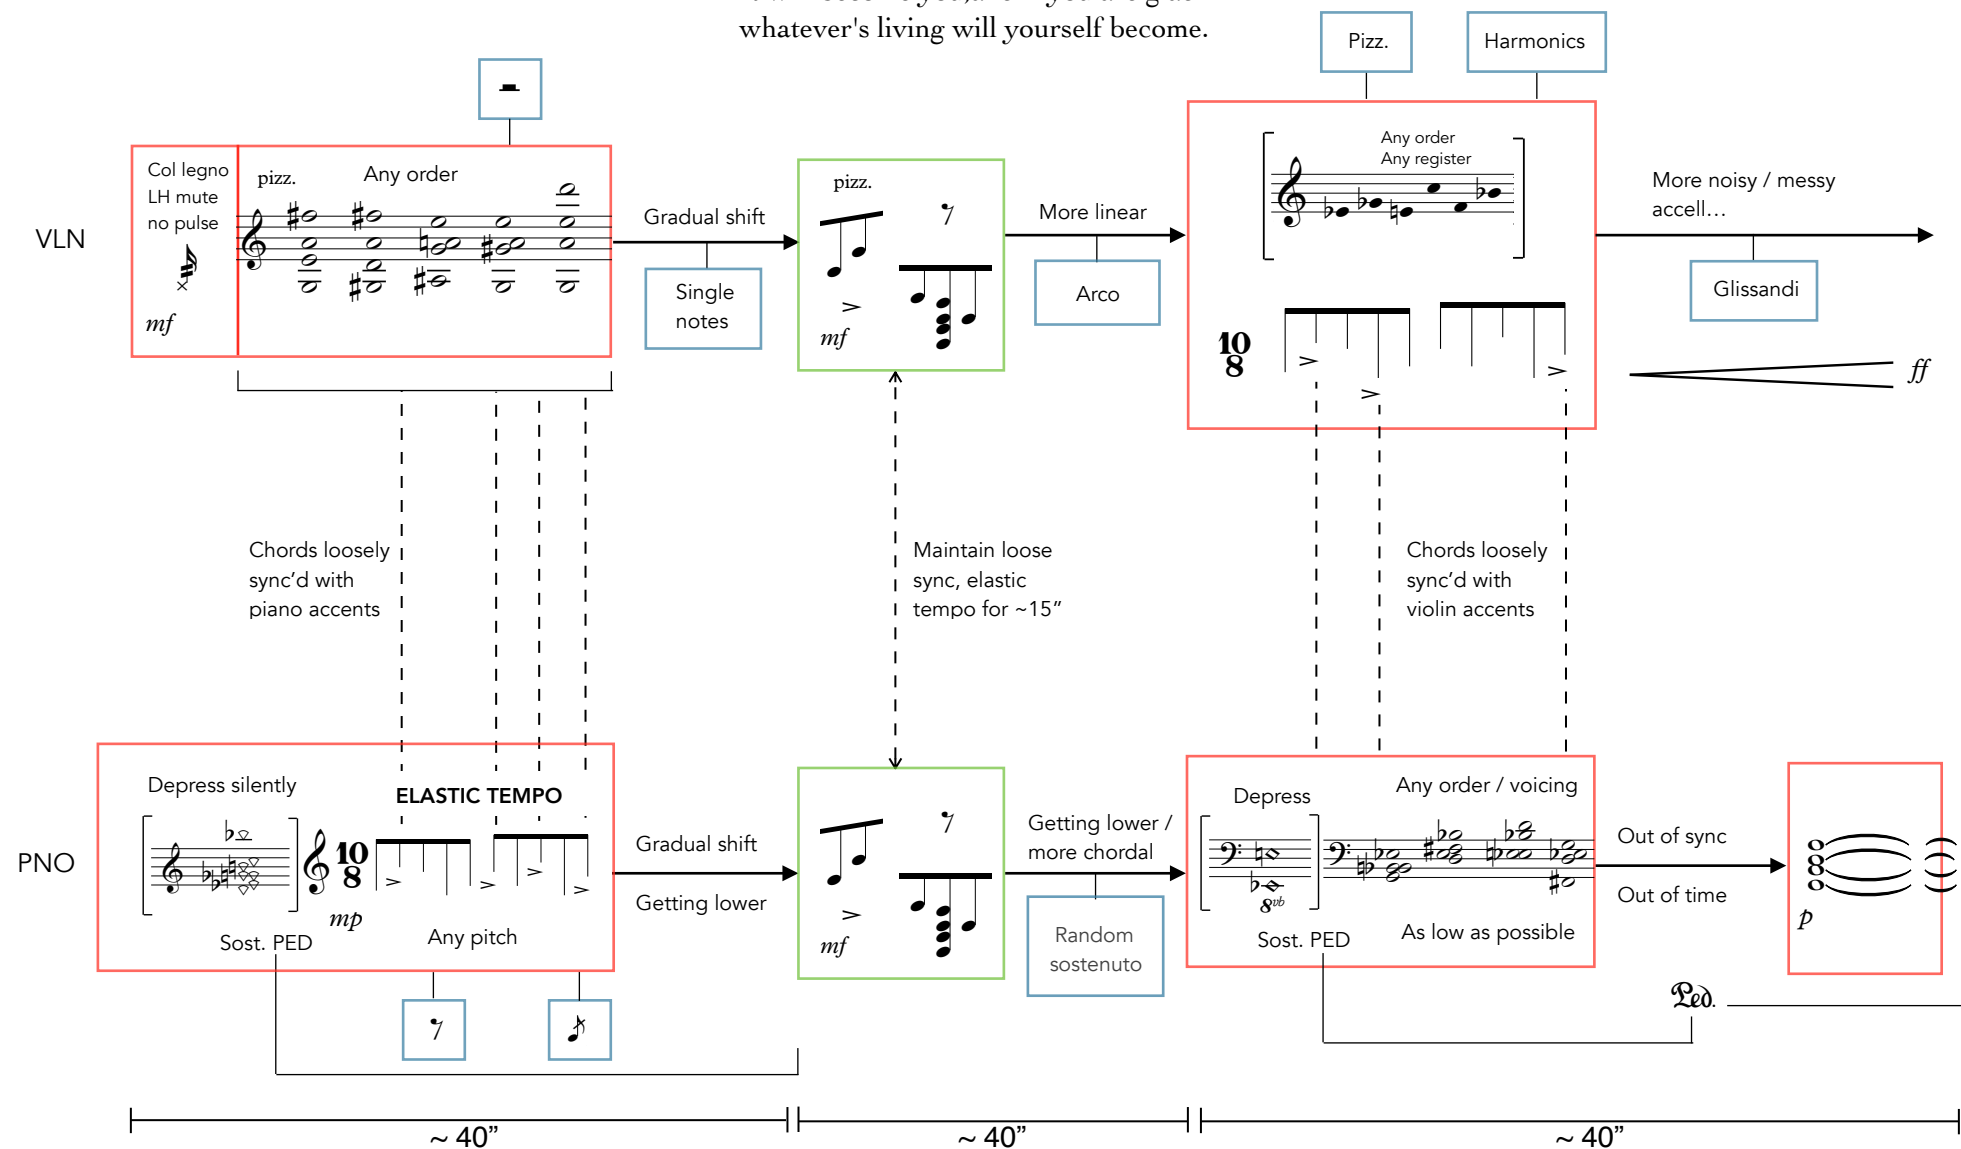 whatever's living will yourself become.
Pizz.
Harmonics
VLN
Col legno
LH mute
no pulse
mf
pizz.
Any order
Gradual shift
Single
notes
pizz.
mf
More linear
Arco
Any order
Any register
10
8
More noisy / messy
accell…
Glissandi
ff
Chords loosely
sync’d with
piano accents
Maintain loose
sync, elastic
tempo for ~15”
Chords loosely
sync’d with
violin accents
PNO
Depress silently
ELASTIC TEMPO
10
8
mp
Sost. PED
Any pitch
Gradual shift
Getting lower
mf
Getting lower /
more chordal
Random
sostenuto
Depress
Any order / voicing
8vb
Sost. PED
As low as possible
Out of sync
Out of time
p
Ped.
~ 40”
~ 40”
~ 40”